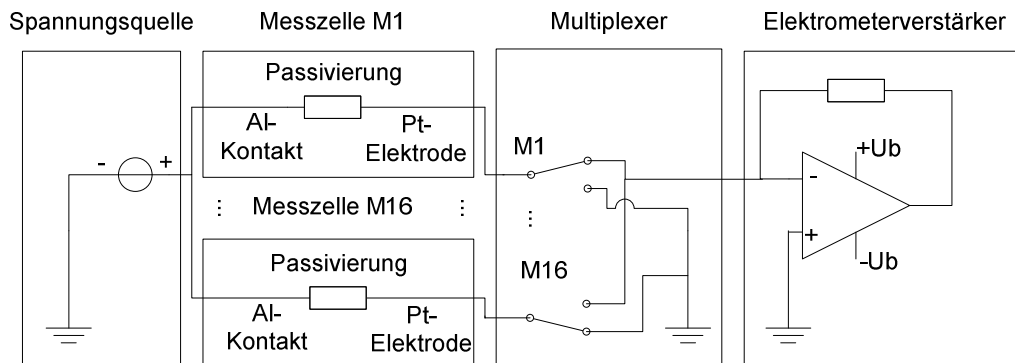 Spannungsquelle
Messzelle M1
Multiplexer
Elektrometerverstärker
Passivierung
Al-
Kontakt
Pt-
Elektrode
- +
M1
+Ub
-
⋮ Messzelle M16 ⋮
⋮
+
-Ub
M16
Passivierung
Al-
Kontakt
Pt-
Elektrode